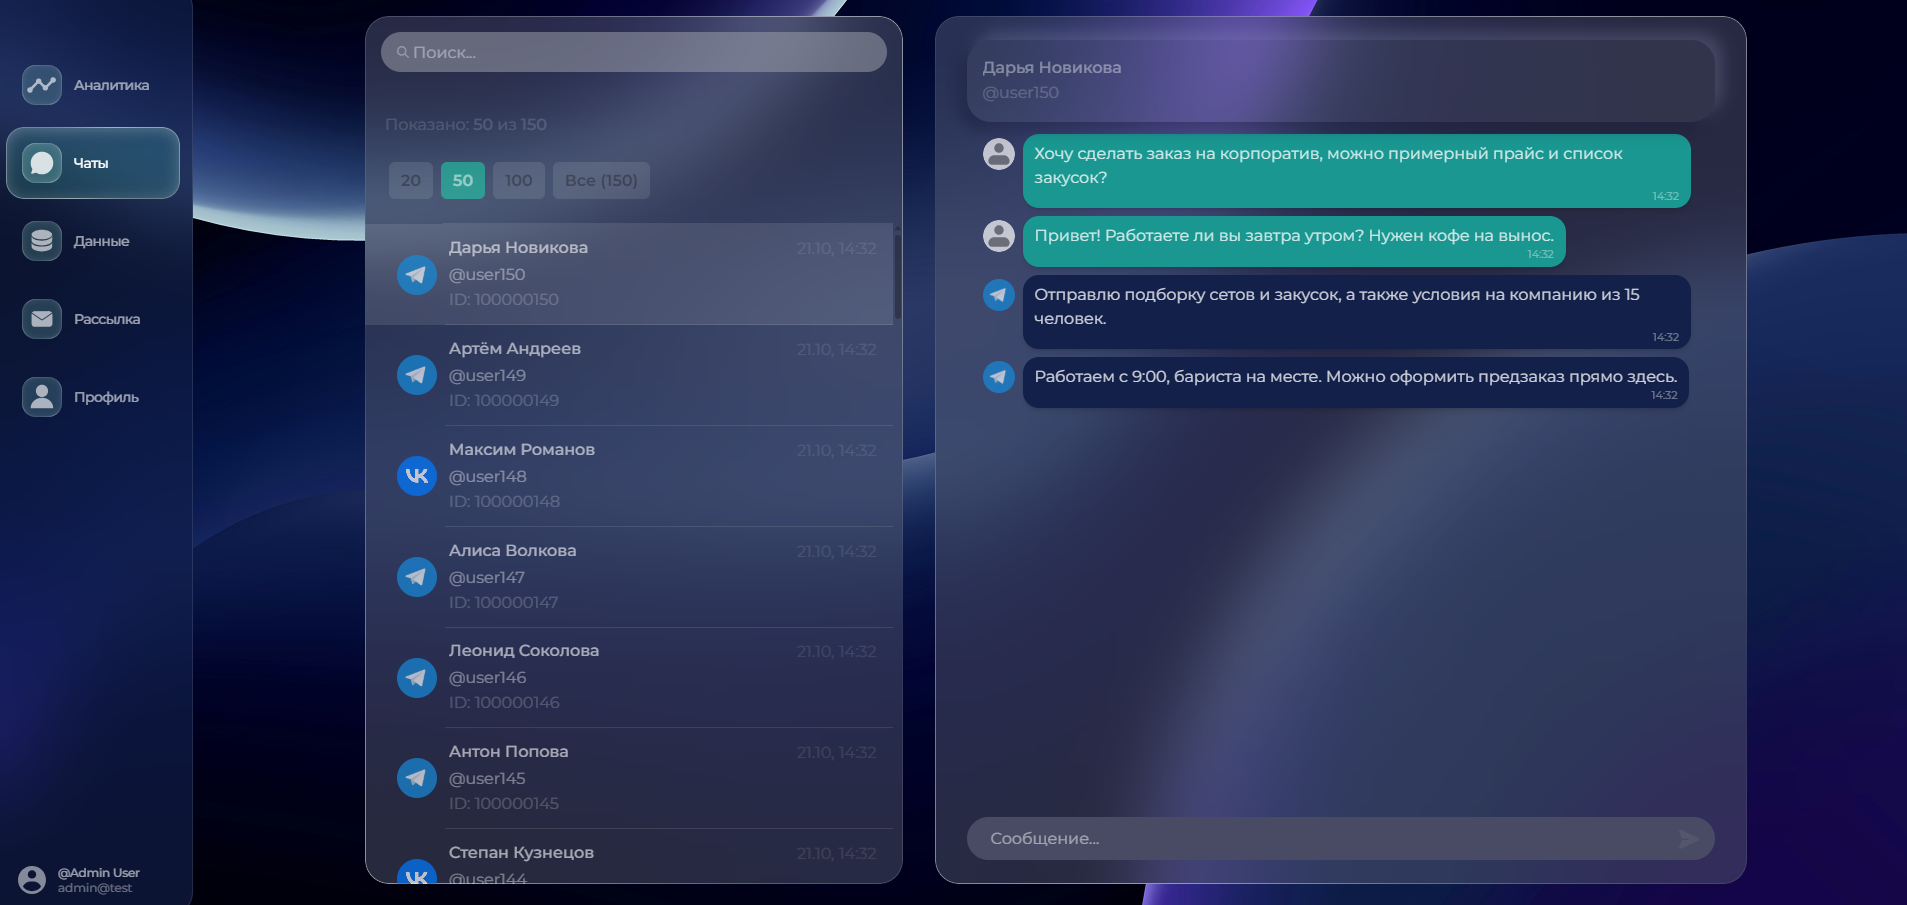 Аналитика
Чаты
Данные
Рассылка
Профиль
@Admin User
admin@test
Поиск...
Показано: 50 из 150
20
50
100
Все (150)
Дарья Новикова
21.10, 14:32
@user150
ID: 100000150
Артём Андреев
21.10, 14:32
@user149
ID: 100000149
Максим Романов
21.10, 14:32
@user148
ID: 100000148
Алиса Волкова
21.10, 14:32
@user147
ID: 100000147
Леонид Соколова
21.10, 14:32
@user146
ID: 100000146
Антон Попова
21.10, 14:32
@user145
ID: 100000145
Степан Кузнецов
21.10, 14:32
@user144
Дарья Новикова
@user150
Хочу сделать заказ на корпоратив, можно примерный прайс и список
закусок?
14:32
Привет! Работаете ли вы завтра утром? Нужен кофе на вынос.
14:32
Отправлю подборку сетов и закусок, а также условия на компанию из 15
человек.
14:32
Работаем с 9:00, бариста на месте. Можно оформить предзаказ прямо здесь.
14:32
Сообщение...